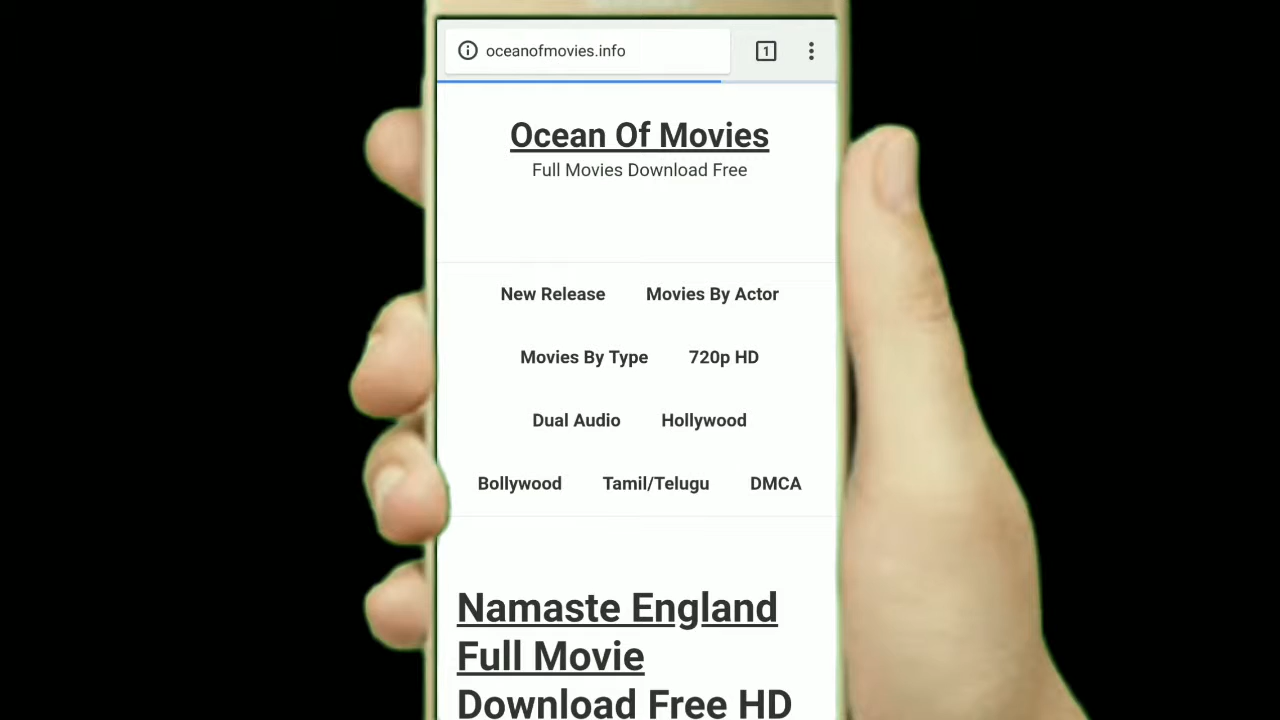 oceanofmovies.info
1
Ocean Of Movies
Full Movies Download Free
New Release Movies By Actor
Movies By Type 720p HD
Dual Audio Hollywood
Bollywood Tamil/Telugu DMCA
Namaste England
Full Movie
Download Free HD